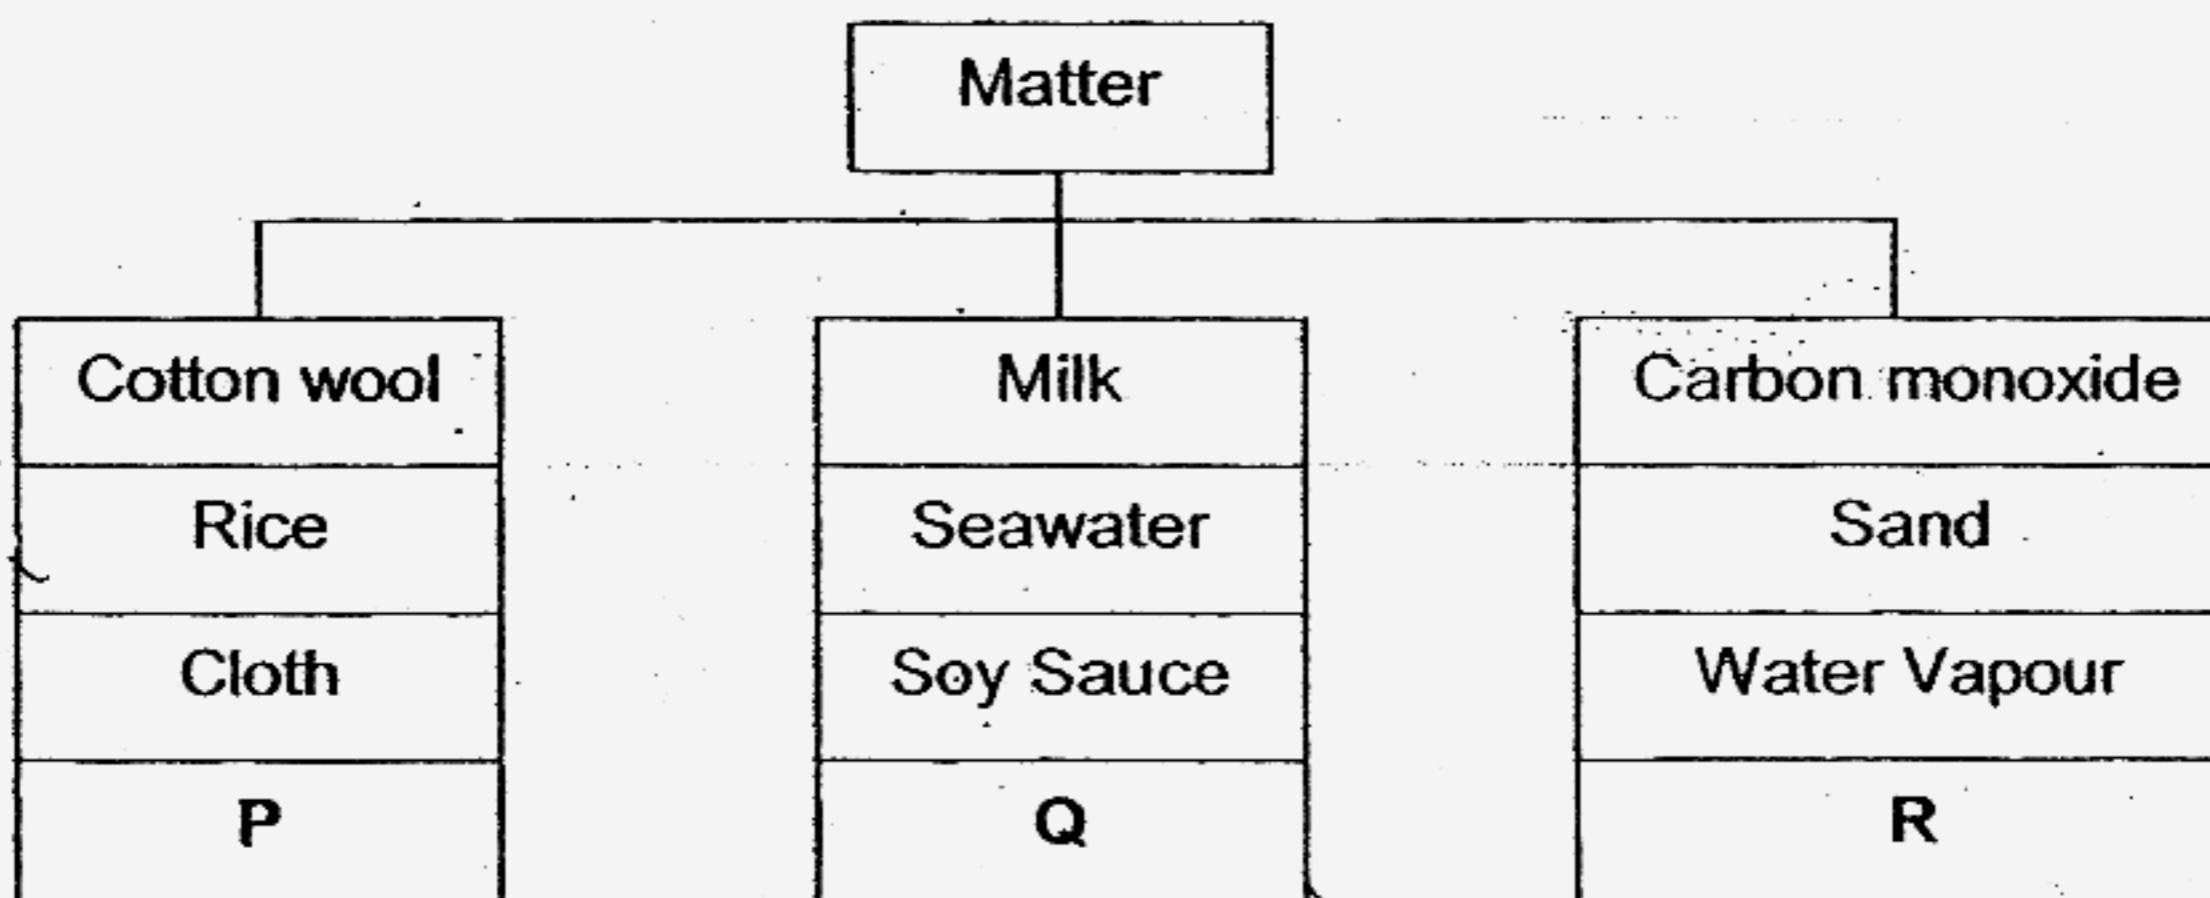 Matter
Cotton wool
Rice
Cloth
P
Milk
Seawater
Soy Sauce
Q
Carbon monoxide
Sand
Water Vapour
R